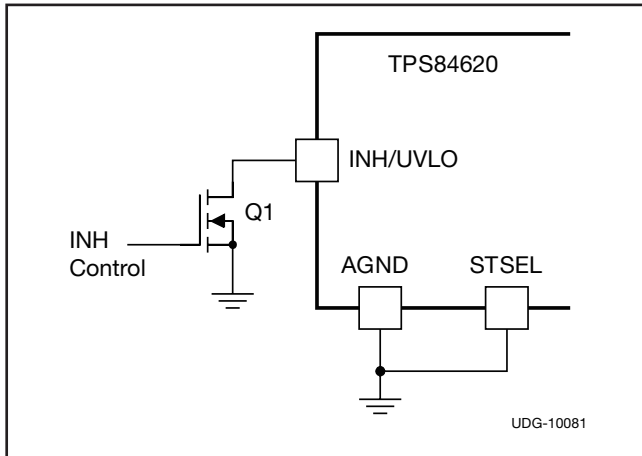 TPS84620
INH/UVLO
Q1
INH
Control
AGND
STSEL
UDG-10081